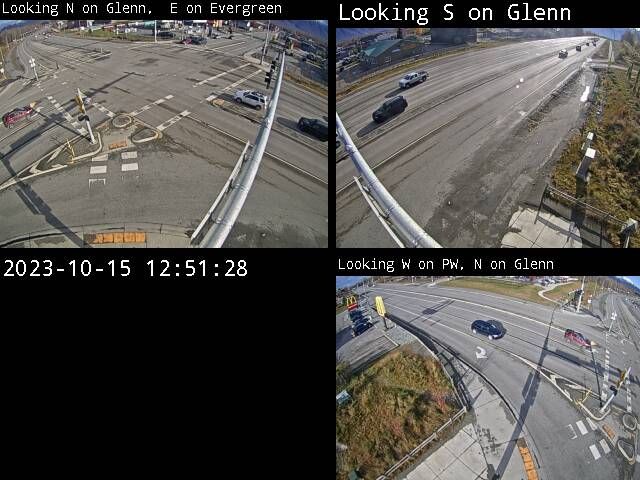 Looking N on Glenn,  E on Evergreen
Looking S on Glenn
2023-10-15 12:51:28
Looking W on PW, N on Glenn